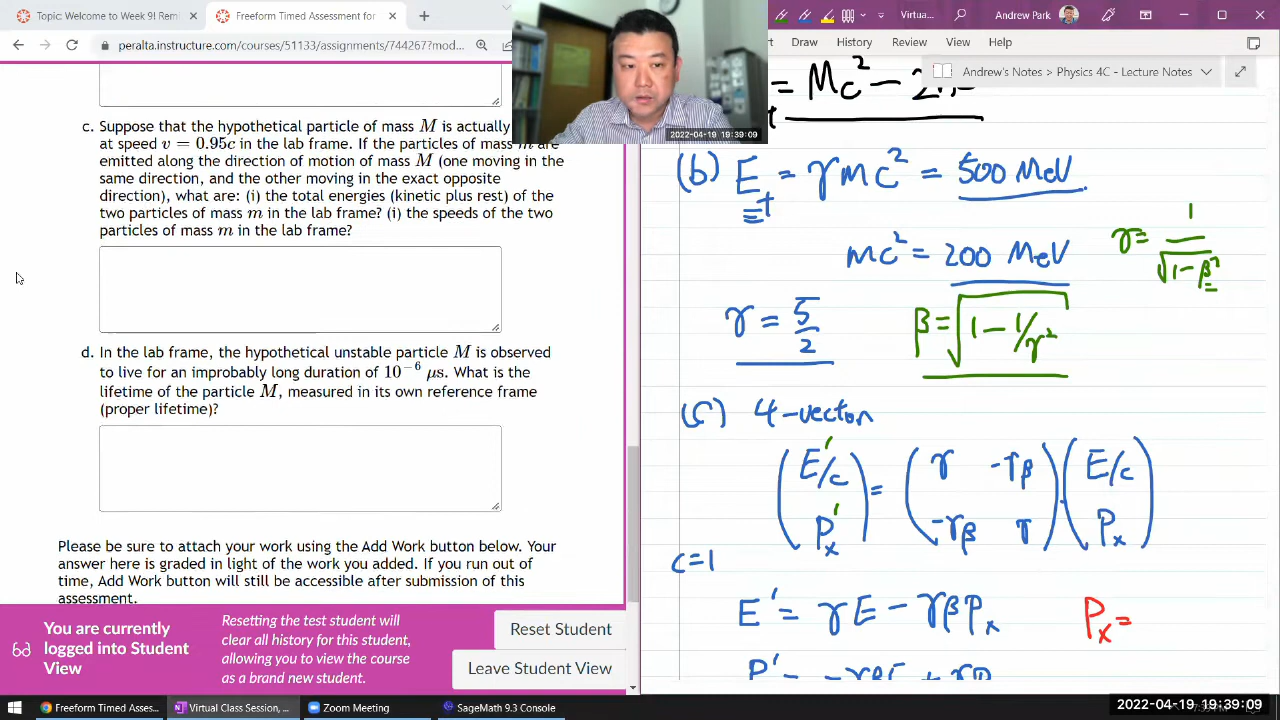 Topic: Welcome to Week 9! Rem
Freeform Timed Assessment for
Virtua...
Andrew Park
peralta.instructure.com/courses/51133/assignments/7442677mod...
Draw
History
Review
View
Help
Andrew's Notes > Physics 4C - Lecture Notes
2022-04-19 19:39:09
= Mc² -
c. Suppose that the hypothetical particle of mass M is actually
at speed v = 0.95c in the lab frame. If the particles of mass m are
emitted along the direction of motion of mass M (one moving in the
same direction, and the other moving in the exact opposite
direction), what are: (i) the total energies (kinetic plus rest) of the
two particles of mass m in the lab frame? (i) the speeds of the two
particles of mass m in the lab frame?
d. In the lab frame, the hypothetical unstable particle M is observed
to live for an improbably long duration of 10⁻⁶ μs. What is the
lifetime of the particle M, measured in its own reference frame
(proper lifetime)?
Please be sure to attach your work using the Add Work button below. Your
answer here is graded in light of the work you added. If you run out of
time, Add Work button will still be accessible after submission of this
assessment.
(b) E = γmc² = 500 MeV
mc² = 200 MeV
γ = 1/√(1-β²)
γ = 5/2
β = √(1 - 1/γ²)
(c) 4-vector
(E'/c Px') = (γ -γβ -γβ γ) · (E/c Px)
c=1
E' = γE - γβPx
Px =
P' = -γβE + γP
You are currently
logged into Student
View
Resetting the test student will
clear all history for this student,
allowing you to view the course
as a brand new student.
Reset Student
Leave Student View
Freeform Timed Asses...
Virtual Class Session, ...
Zoom Meeting
SageMath 9.3 Console
2022-04-19 19:39:09